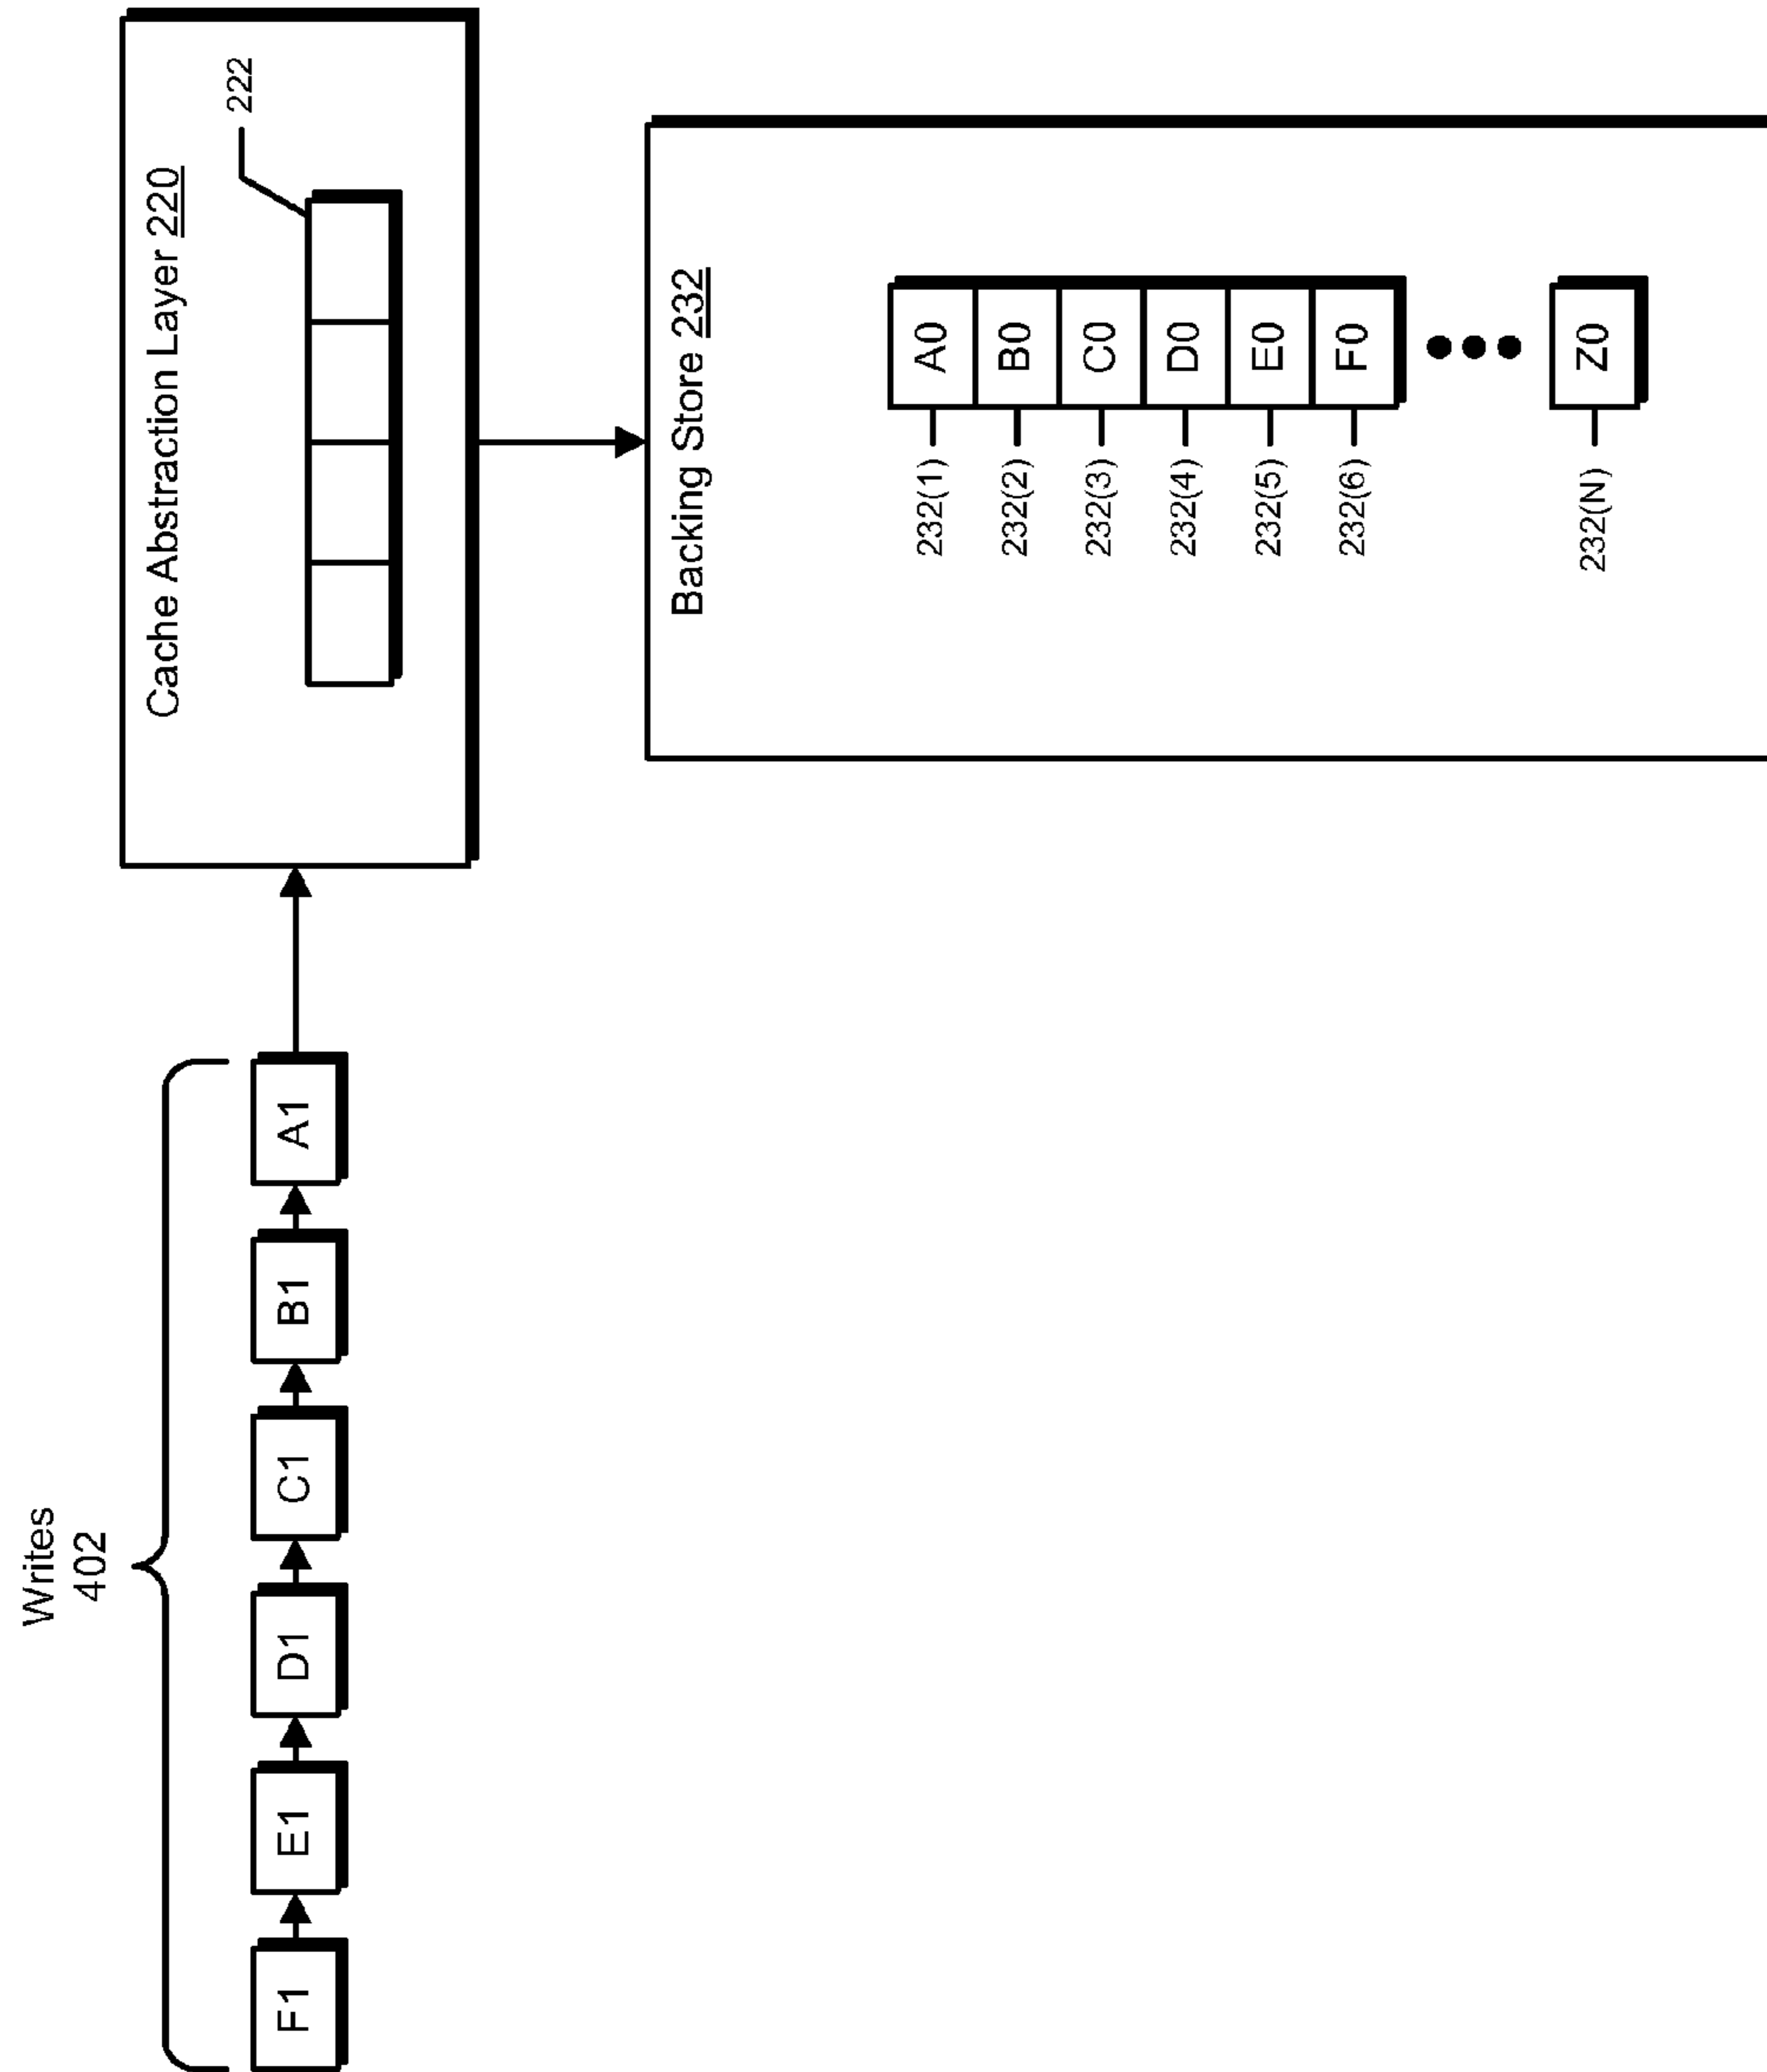 Writes
402
Cache Abstraction Layer 220
222
F1
E1
D1
C1
B1
A1
Backing Store 232
232(1)
A0
232(2)
B0
232(3)
C0
232(4)
D0
232(5)
E0
232(6)
F0
232(N)
Z0